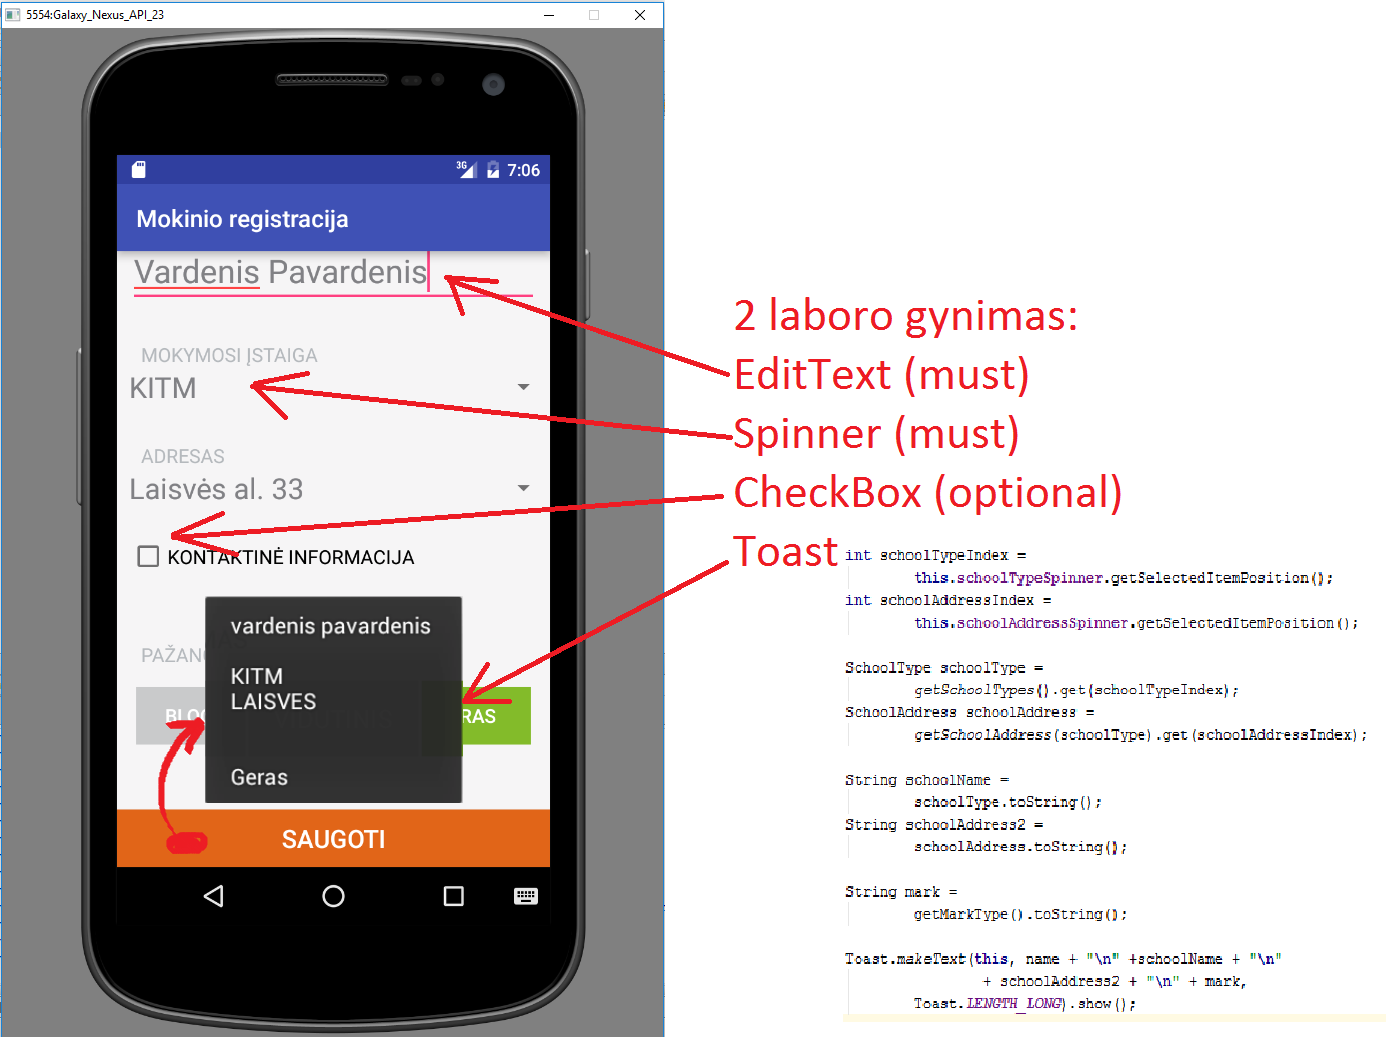 5554:Galaxy_Nexus_API_23
3G 7:06
Mokinio registracija
Vardenis Pavardenis
MOKYMOSI ĮSTAIGA
KITM
ADRESAS
Laisvės al. 33
KONTAKTINĖ INFORMACIJA
vardenis pavardenis
KITM
LAISVES
Geras
PAŽAN
BLO
RAS
SAUGOTI
2 laboro gynimas:
EditText (must)
Spinner (must)
CheckBox (optional)
Toast
int schoolTypeIndex =
this.schoolTypeSpinner.getSelectedItemPosition();
int schoolAddressIndex =
this.schoolAddressSpinner.getSelectedItemPosition();
SchoolType schoolType =
getSchoolTypes().get(schoolTypeIndex);
SchoolAddress schoolAddress =
getSchoolAddress(schoolType).get(schoolAddressIndex);
String schoolName =
schoolType.toString();
String schoolAddress2 =
schoolAddress.toString();
String mark =
getMarkType().toString();
Toast.makeText(this, name + "\n" +schoolName + "\n"
+ schoolAddress2 + "\n" + mark,
Toast.LENGTH_LONG).show();